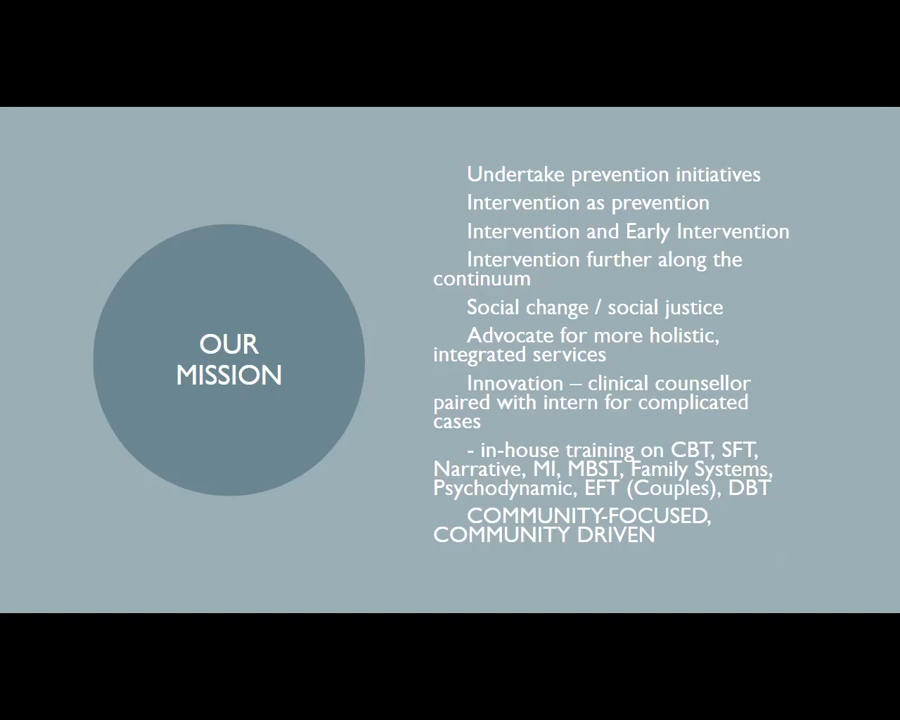 OUR
MISSION
Undertake prevention initiatives
Intervention as prevention
Intervention and Early Intervention
Intervention further along the
continuum
Social change / social justice
Advocate for more holistic,
integrated services
Innovation – clinical counsellor
paired with intern for complicated
cases
- in-house training on CBT, SFT,
Narrative, MI, MBST, Family Systems,
Psychodynamic, EFT (Couples), DBT
COMMUNITY-FOCUSED,
COMMUNITY DRIVEN